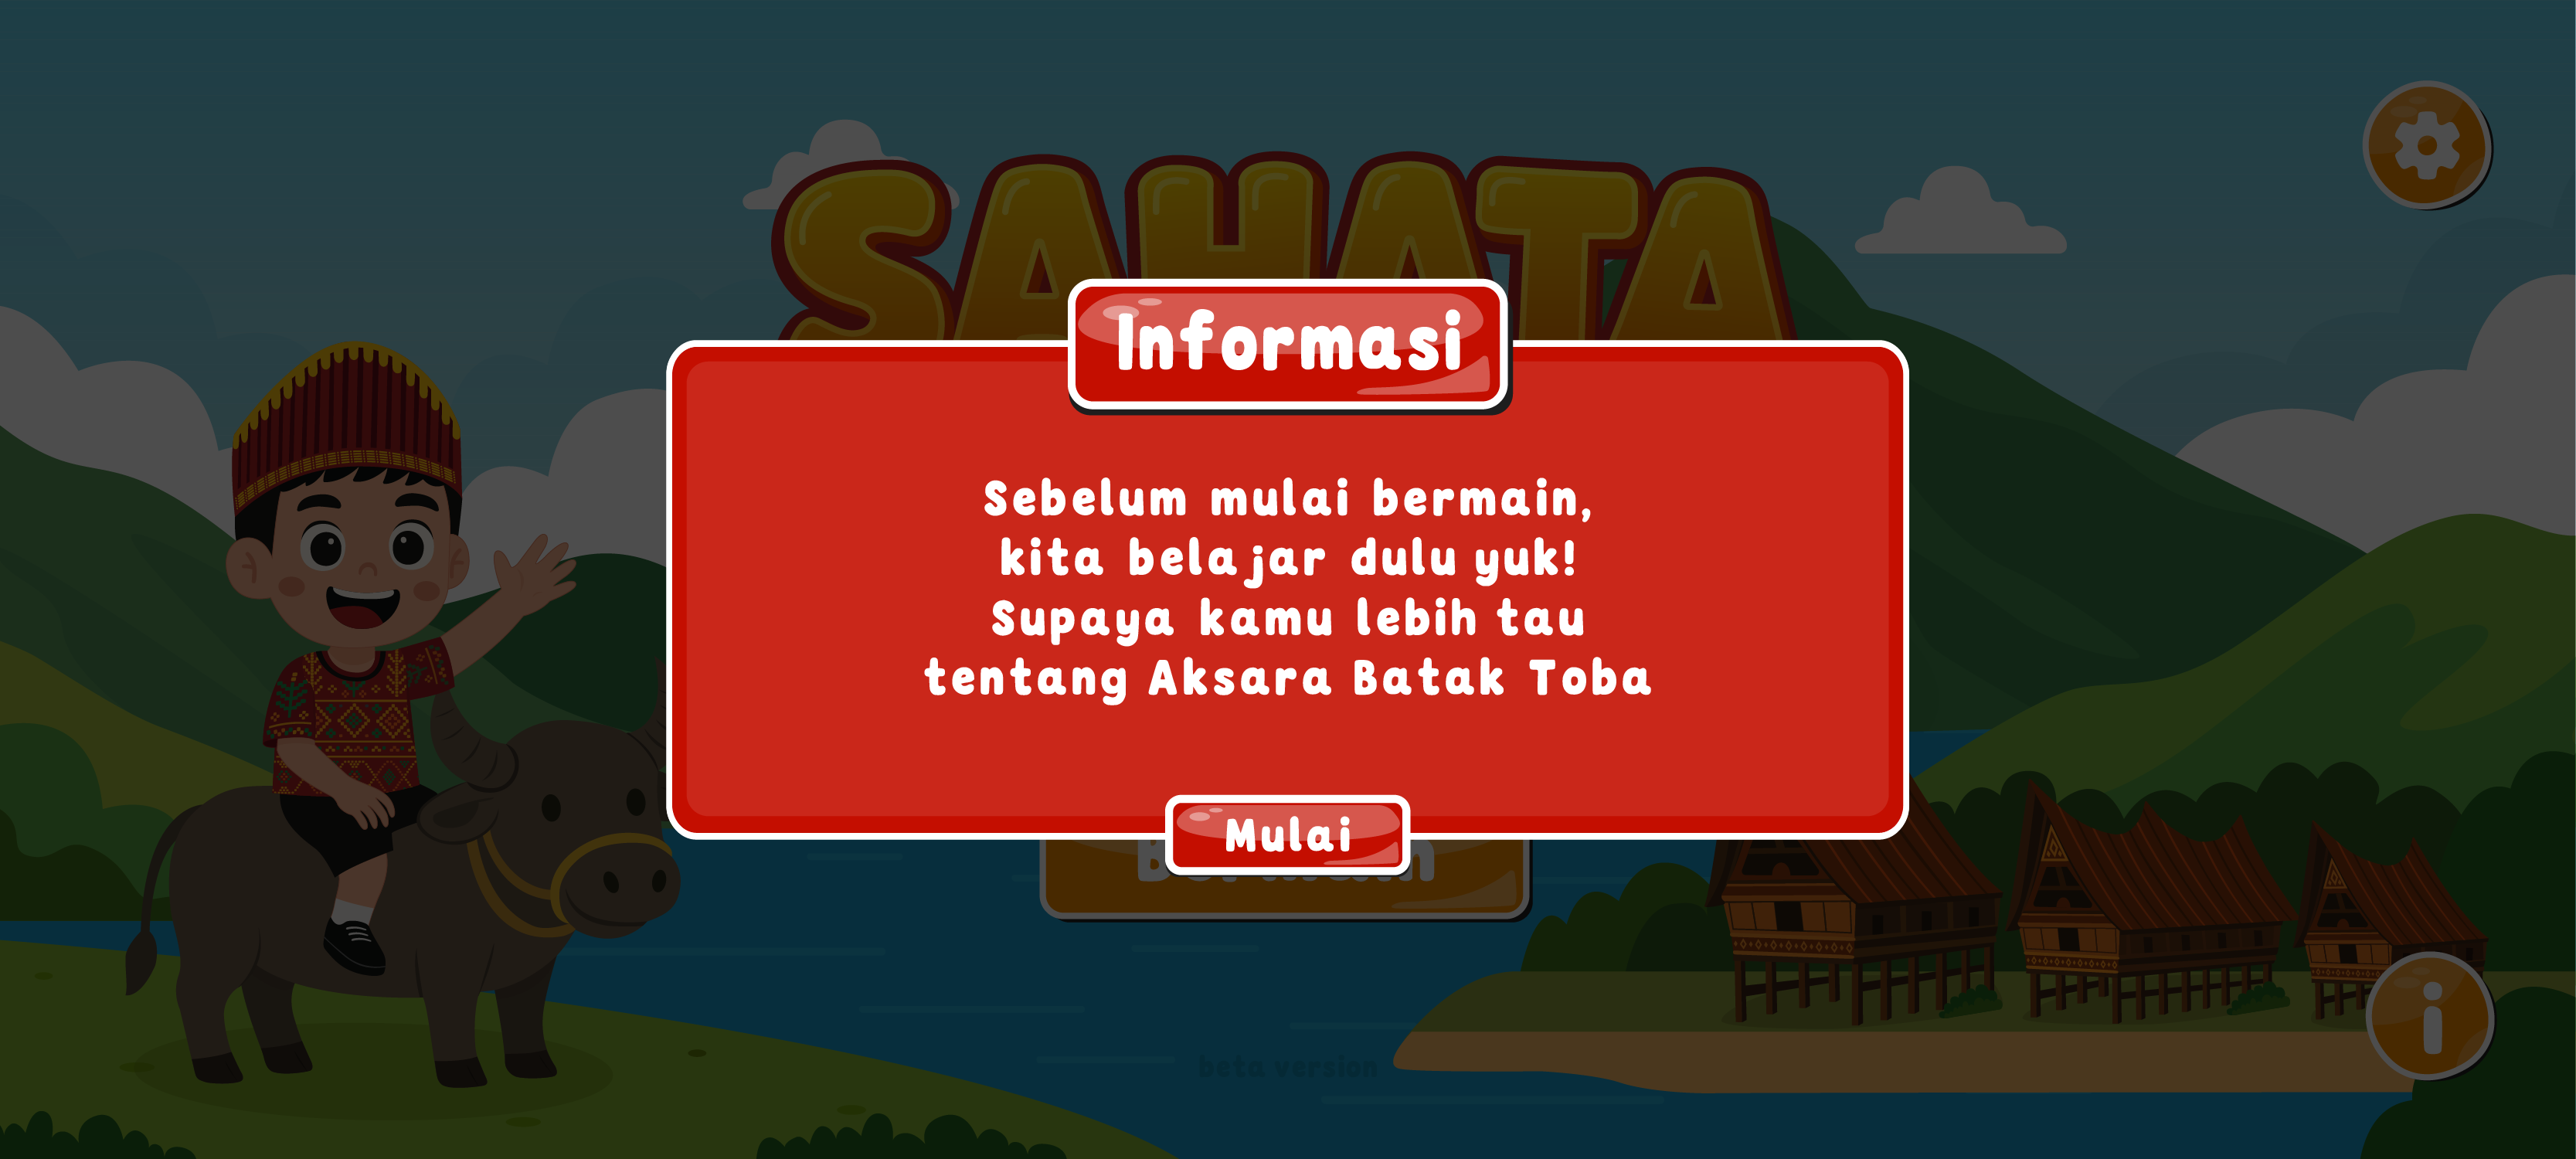 SAHATA
Informasi
Sebelum mulai bermain,
kita belajar dulu yuk!
Supaya kamu lebih tau
tentang Aksara Batak Toba
Mulai
beta version